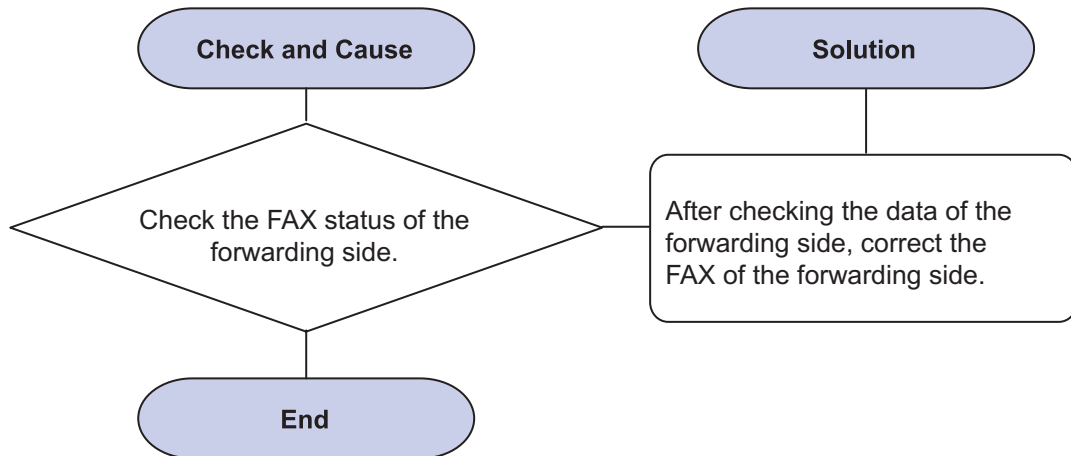 Check and Cause
Solution
Check the FAX status of the
forwarding side.
After checking the data of the
forwarding side, correct the
FAX of the forwarding side.
End